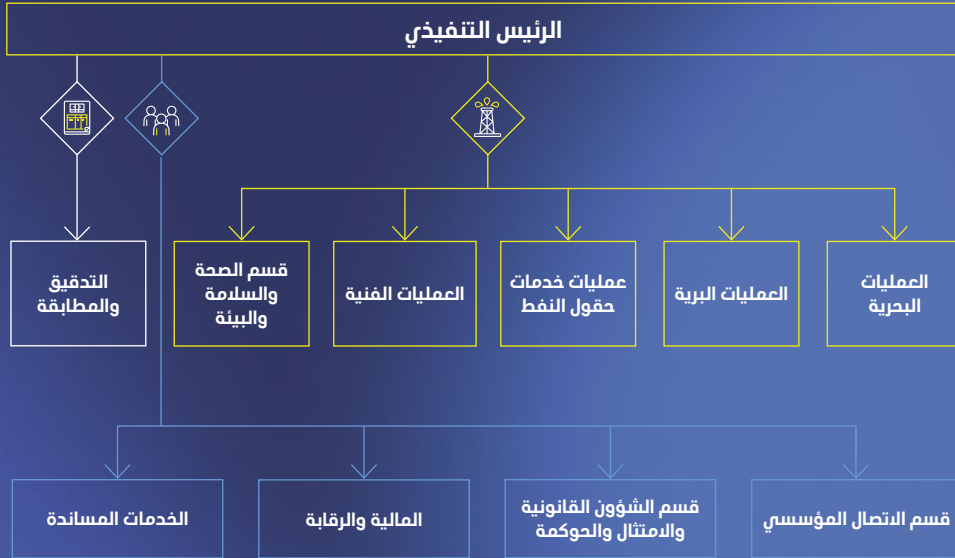 الرئيس التنفيذي
العمليات
البحرية
العمليات البرية
عمليات خدمات
حقول النفط
العمليات الفنية
قسم الصحة
والسلامة
والبيئة
التدقيق
والمطابقة
قسم الاتصال المؤسسي
قسم الشؤون القانونية
والامتثال والحوكمة
المالية والرقابة
الخدمات المساندة